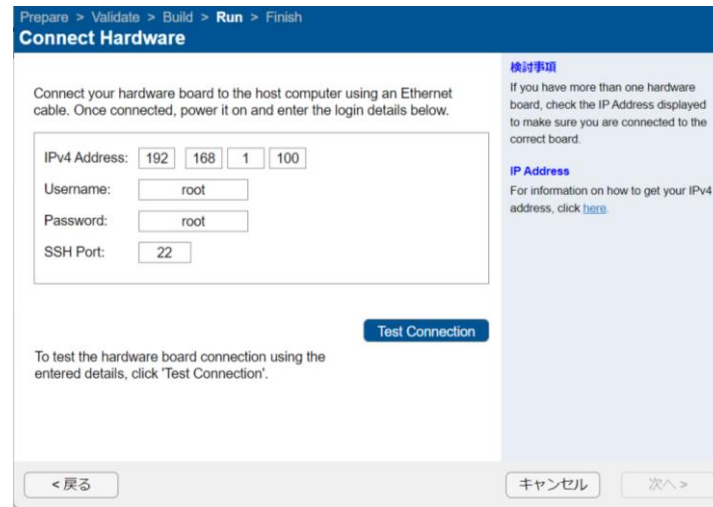 Prepare > Validate > Build > Run > Finish
Connect Hardware
Connect your hardware board to the host computer using an Ethernet
cable. Once connected, power it on and enter the login details below.
IPv4 Address: 192 168 1 100
Username: root
Password: root
SSH Port: 22
Test Connection
To test the hardware board connection using the
entered details, click 'Test Connection'.
検討事項
If you have more than one hardware
board, check the IP Address displayed
to make sure you are connected to the
correct board.
IP Address
For information on how to get your IPv4
address, click here.
<戻る
キャンセル
次へ >